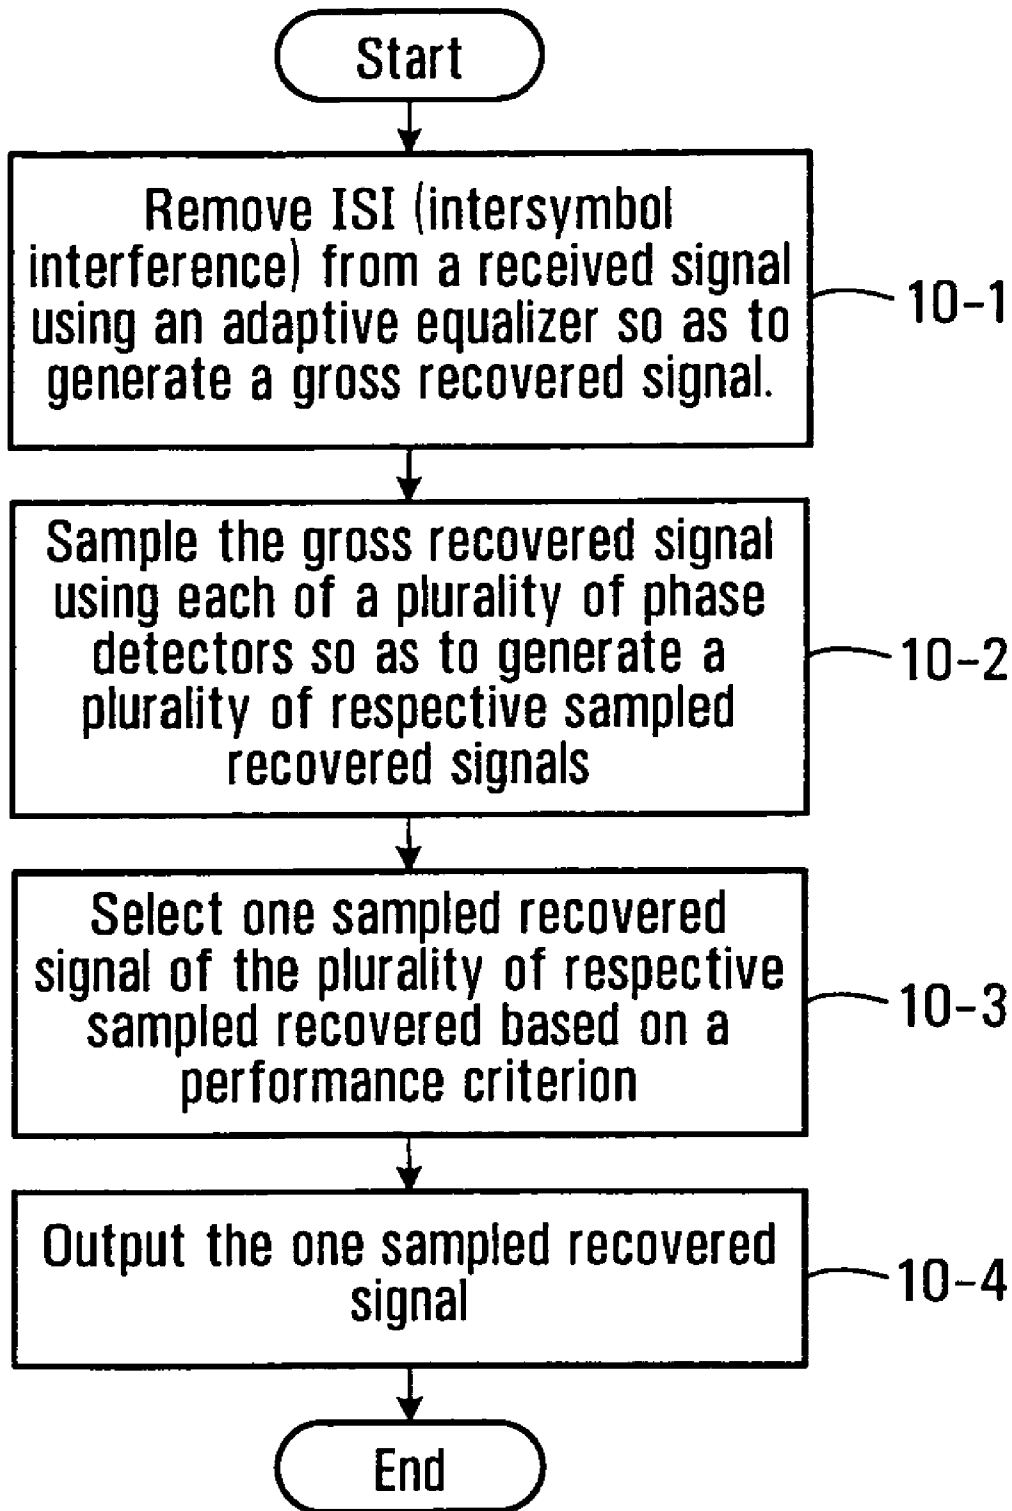 Start
Remove ISI (intersymbol
interference) from a received signal
using an adaptive equalizer so as to
generate a gross recovered signal.
10-1
Sample the gross recovered signal
using each of a plurality of phase
detectors so as to generate a
plurality of respective sampled
recovered signals
10-2
Select one sampled recovered
signal of the plurality of respective
sampled recovered based on a
performance criterion
10-3
Output the one sampled recovered
signal
10-4
End